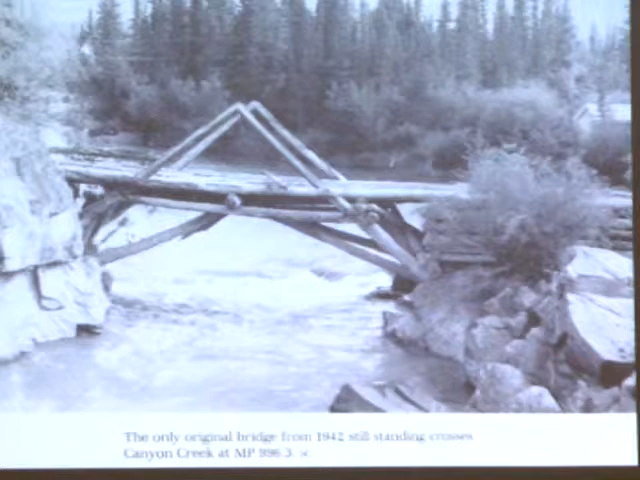 The only original bridge from 1942 still standing crosses
Canyon Creek at MP 996.3.